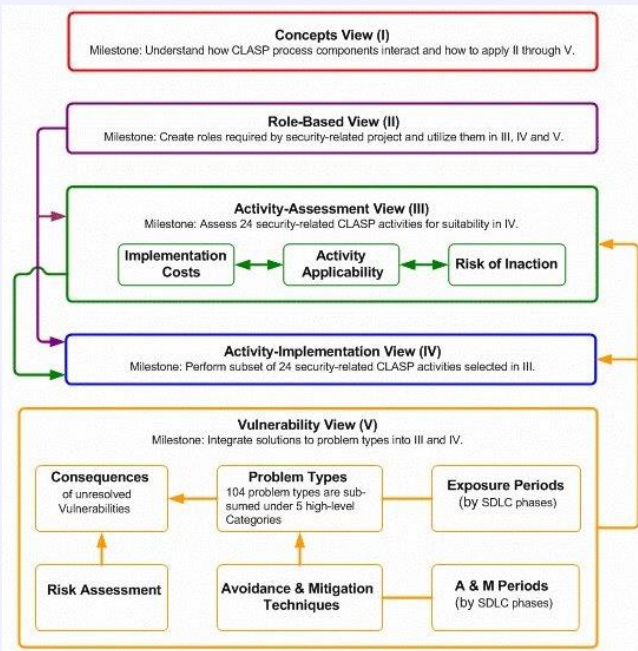 Concepts View (I)
Milestone: Understand how CLASP process components interact and how to apply II through V.
Role-Based View (II)
Milestone: Create roles required by security-related project and utilize them in III, IV and V.
Activity-Assessment View (III)
Milestone: Assess 24 security-related CLASP activities for suitability in IV.
Implementation
Costs
Activity
Applicability
Risk of Inaction
Activity-Implementation View (IV)
Milestone: Perform subset of 24 security-related CLASP activities selected in III.
Vulnerability View (V)
Milestone: Integrate solutions to problem types into III and IV.
Consequences
of unresolved
Vulnerabilities
Problem Types
104 problem types are sub-
sumed under 5 high-level
Categories
Exposure Periods
(by SDLC phases)
Risk Assessment
Avoidance & Mitigation
Techniques
A & M Periods
(by SDLC phases)